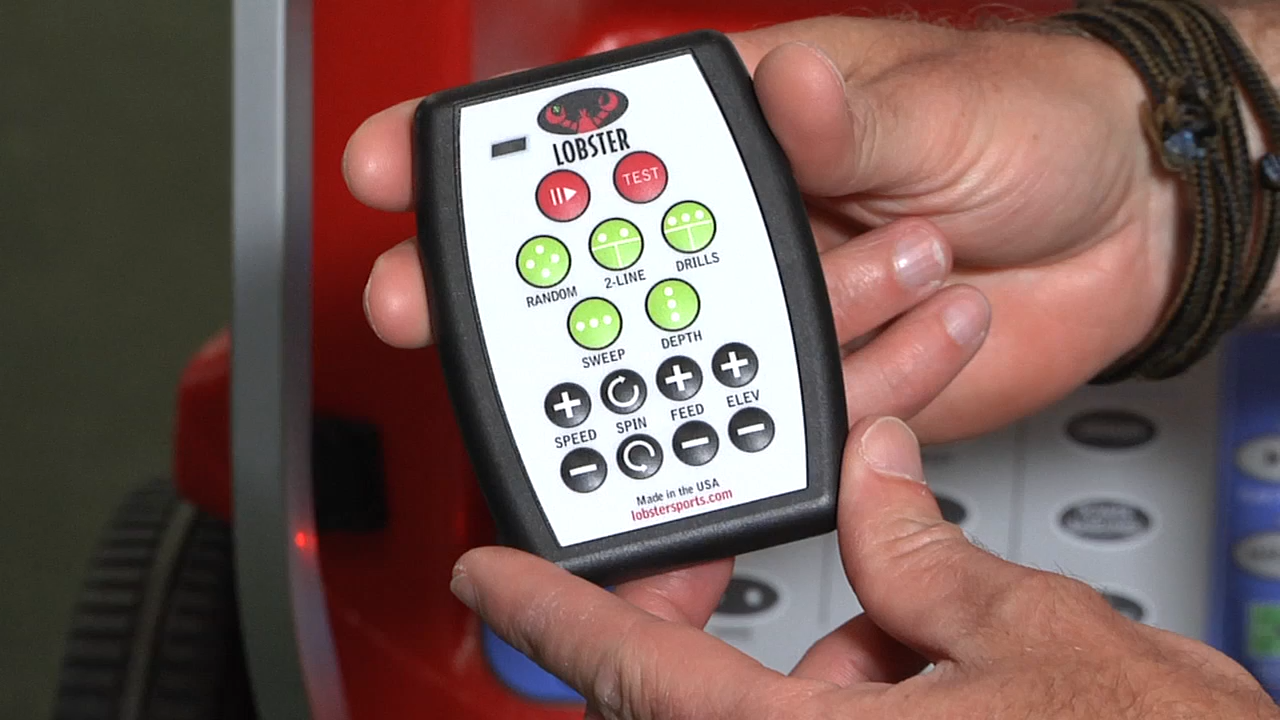 LOBSTER
TEST
RANDOM
2-LINE
DRILLS
SWEEP
DEPTH
SPEED
SPIN
FEED
ELEV
Made in the USA
lobstersports.com